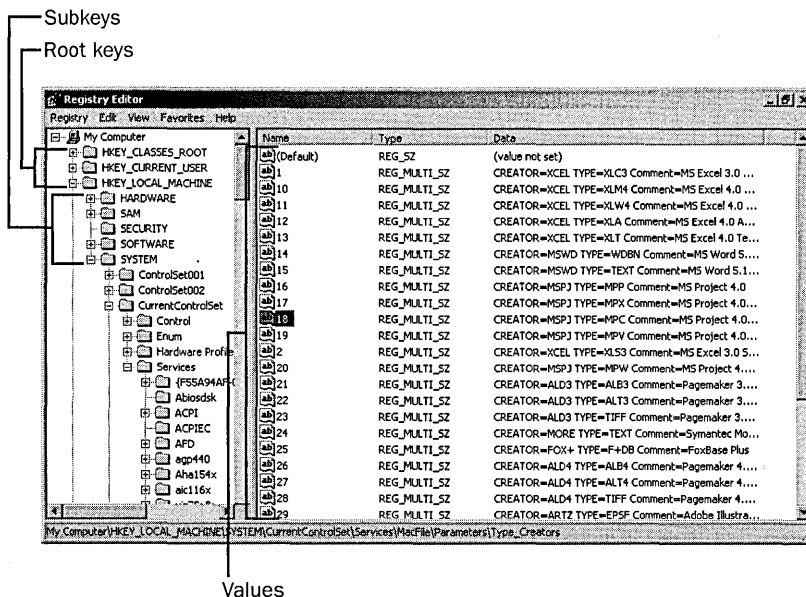 Subkeys
Root keys
Registry Editor
Registry Edit View Favorites Help
My Computer
HKEY_CLASSES_ROOT
HKEY_CURRENT_USER
HKEY_LOCAL_MACHINE
HARDWARE
SAM
SECURITY
SOFTWARE
SYSTEM
ControlSet001
ControlSet002
CurrentControlSet
Control
Enum
Hardware Profile
Services
{F55A94AF-
Abiosdsk
ACPI
ACPIEC
AFD
agp440
Aha154x
aic116x
Name Type Data
(Default) REG_SZ (value not set)
1 REG_MULTI_SZ CREATOR=XCEL TYPE=XLC3 Comment=MS Excel 3.0 ...
10 REG_MULTI_SZ CREATOR=XCEL TYPE=XLM4 Comment=MS Excel 4.0 ...
11 REG_MULTI_SZ CREATOR=XCEL TYPE=XLW4 Comment=MS Excel 4.0 ...
12 REG_MULTI_SZ CREATOR=XCEL TYPE=XLA Comment=MS Excel 4.0 A...
13 REG_MULTI_SZ CREATOR=XCEL TYPE=XLT Comment=MS Excel 4.0 Te...
14 REG_MULTI_SZ CREATOR=MSWD TYPE=WDBN Comment=MS Word 5....
15 REG_MULTI_SZ CREATOR=MSWD TYPE=TEXT Comment=MS Word 5.1...
16 REG_MULTI_SZ CREATOR=MSPJ TYPE=MPP Comment=MS Project 4.0
17 REG_MULTI_SZ CREATOR=MSPJ TYPE=MPX Comment=MS Project 4.0...
18 REG_MULTI_SZ CREATOR=MSPJ TYPE=MPC Comment=MS Project 4.0...
19 REG_MULTI_SZ CREATOR=MSPJ TYPE=MPV Comment=MS Project 4.0...
2 REG_MULTI_SZ CREATOR=XCEL TYPE=XLS3 Comment=MS Excel 3.0 S...
20 REG_MULTI_SZ CREATOR=MSPJ TYPE=MPW Comment=MS Project 4....
21 REG_MULTI_SZ CREATOR=ALD3 TYPE=ALB3 Comment=Pagemaker 3....
22 REG_MULTI_SZ CREATOR=ALD3 TYPE=ALT3 Comment=Pagemaker 3....
23 REG_MULTI_SZ CREATOR=ALD3 TYPE=TIFF Comment=Pagemaker 3....
24 REG_MULTI_SZ CREATOR=MORE TYPE=TEXT Comment=Symantec Mo...
25 REG_MULTI_SZ CREATOR=FOX+ TYPE=F+DB Comment=FoxBase Plus
26 REG_MULTI_SZ CREATOR=ALD4 TYPE=ALB4 Comment=Pagemaker 4....
27 REG_MULTI_SZ CREATOR=ALD4 TYPE=ALT4 Comment=Pagemaker 4....
28 REG_MULTI_SZ CREATOR=ALD4 TYPE=TIFF Comment=Pagemaker 4....
29 REG_MULTI_SZ CREATOR=ARTZ TYPE=EPSF Comment=Adobe Illustra...
My Computer\HKEY_LOCAL_MACHINE\SYSTEM\CurrentControlSet\Services\MacFile\Parameters\Type_Creators
Values